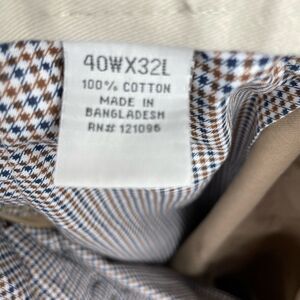 40WX32L
100% COTTON
MADE IN
BANGLADESH
RN# 121096